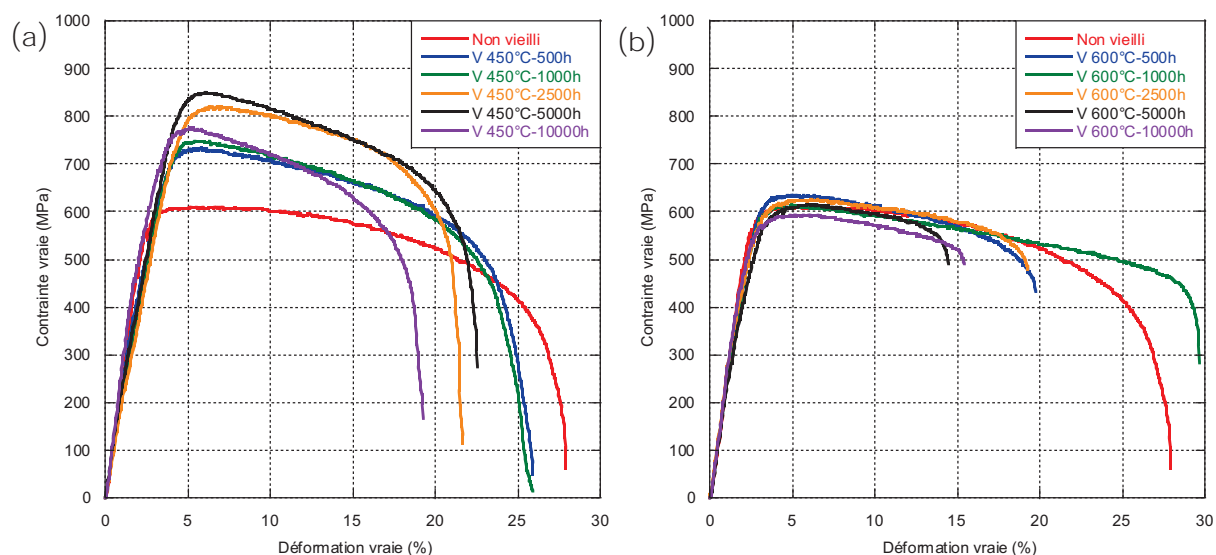 (a)
1000
900
800
700
600
500
400
300
200
100
0
Contrainte vraie (MPa)
Non vieilli
V 450°C-500h
V 450°C-1000h
V 450°C-2500h
V 450°C-5000h
V 450°C-10000h
0 5 10 15 20 25 30
Déformation vraie (%)
(b)
1000
900
800
700
600
500
400
300
200
100
0
Contrainte vraie (MPa)
Non vieilli
V 600°C-500h
V 600°C-1000h
V 600°C-2500h
V 600°C-5000h
V 600°C-10000h
0 5 10 15 20 25 30
Déformation vraie (%)